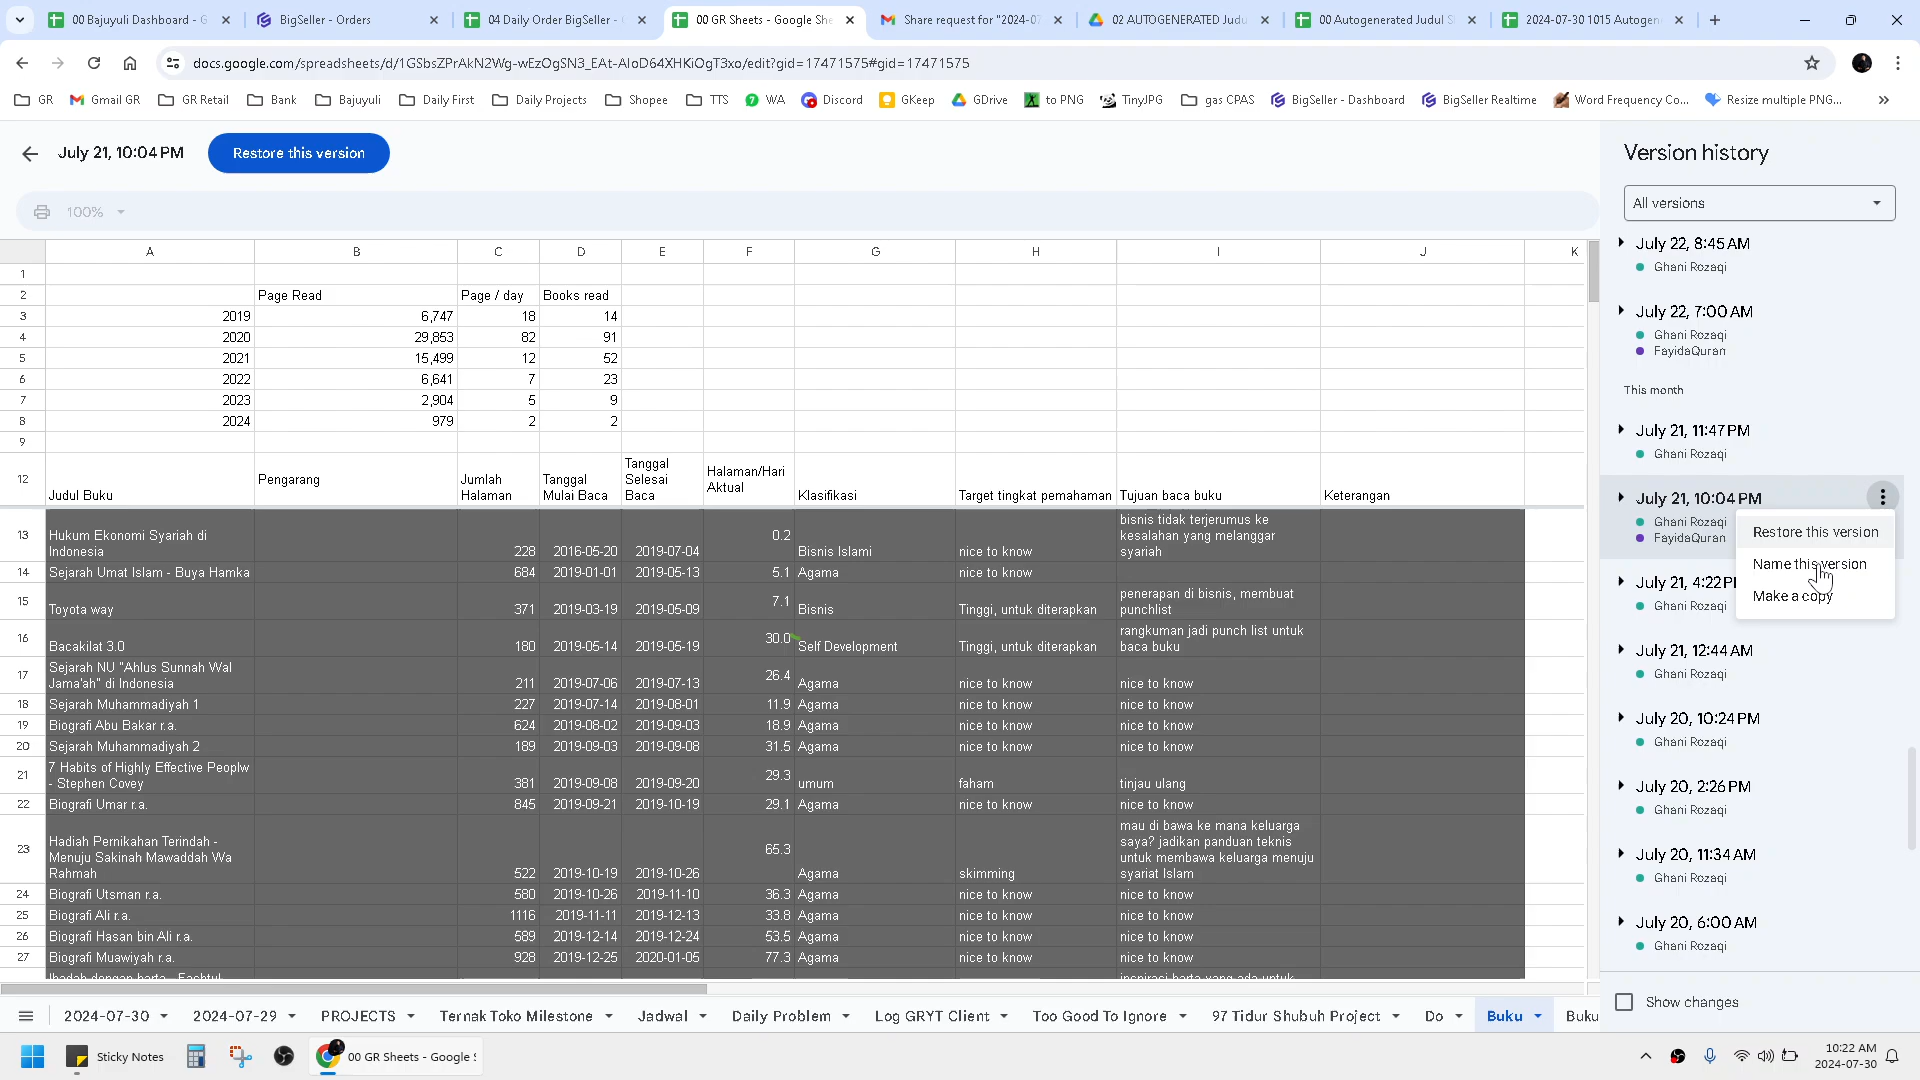 00 Bajuyuli Dashboard - G
BigSeller - Orders
04 Daily Order BigSeller -
00 GR Sheets - Google She
Share request for "2024-07
02 AUTOGENERATED Judu
00 Autogenerated Judul S
2024-07-30 1015 Autogen
docs.google.com/spreadsheets/d/1GSbsZPrAkN2Wg-wEzOgSN3_EAt-AIoD64XHKiOgT3xo/edit?gid=17471575#gid=17471575
GR
Gmail GR
GR Retail
Bank
Bajuyuli
Daily First
Daily Projects
Shopee
TTS
WA
Discord
GKeep
GDrive
to PNG
TinyJPG
gas CPAS
BigSeller - Dashboard
BigSeller Realtime
Word Frequency Co...
Resize multiple PNG...
July 21, 10:04 PM
Restore this version
100%
A B C D E F G H I J K
1
2 Page Read Page / day Books read
3 2019 6,747 18 14
4 2020 29,853 82 91
5 2021 15,499 12 52
6 2022 6,641 7 23
7 2023 2,904 5 9
8 2024 979 2 2
9
12 Judul Buku Pengarang Jumlah Halaman Tanggal Mulai Baca Tanggal Selesai Baca Halaman/Hari Aktual Klasifikasi Target tingkat pemahaman Tujuan baca buku Keterangan
13 Hukum Ekonomi Syariah di Indonesia 228 2016-05-20 2019-07-04 0.2 Bisnis Islami nice to know bisnis tidak terjerumus ke kesalahan yang melanggar syariah
14 Sejarah Umat Islam - Buya Hamka 684 2019-01-01 2019-05-13 5.1 Agama nice to know
15 Toyota way 371 2019-03-19 2019-05-09 7.1 Bisnis Tinggi, untuk diterapkan penerapan di bisnis, membuat punchlist
16 Bacakilat 3.0 180 2019-05-14 2019-05-19 30.0 Self Development Tinggi, untuk diterapkan rangkuman jadi punch list untuk baca buku
17 Sejarah NU "Ahlus Sunnah Wal Jama'ah" di Indonesia 211 2019-07-06 2019-07-13 26.4 Agama nice to know nice to know
18 Sejarah Muhammadiyah 1 227 2019-07-14 2019-08-01 11.9 Agama nice to know nice to know
19 Biografi Abu Bakar r.a. 624 2019-08-02 2019-09-03 18.9 Agama nice to know nice to know
20 Sejarah Muhammadiyah 2 189 2019-09-03 2019-09-08 31.5 Agama nice to know nice to know
21 7 Habits of Highly Effective Peoplw - Stephen Covey 381 2019-09-08 2019-09-20 29.3 umum faham tinjau ulang
22 Biografi Umar r.a. 845 2019-09-21 2019-10-19 29.1 Agama nice to know nice to know
23 Hadiah Pernikahan Terindah - Menuju Sakinah Mawaddah Wa Rahmah 522 2019-10-19 2019-10-26 65.3 Agama skimming mau di bawa ke mana keluarga saya? jadikan panduan teknis untuk membawa keluarga menuju syariat Islam
24 Biografi Utsman r.a. 580 2019-10-26 2019-11-10 36.3 Agama nice to know nice to know
25 Biografi Ali r.a. 1116 2019-11-11 2019-12-13 33.8 Agama nice to know nice to know
26 Biografi Hasan bin Ali r.a. 589 2019-12-14 2019-12-24 53.5 Agama nice to know nice to know
27 Biografi Muawiyah r.a. 928 2019-12-25 2020-01-05 77.3 Agama nice to know nice to know
Version history
All versions
July 22, 8:45 AM
Ghani Rozaqi
July 22, 7:00 AM
Ghani Rozaqi
FayidaQuran
This month
July 21, 11:47 PM
Ghani Rozaqi
July 21, 10:04 PM
Ghani Rozaqi
FayidaQuran
Restore this version
Name this version
Make a copy
July 21, 4:22 P
Ghani Rozaqi
July 21, 12:44 AM
Ghani Rozaqi
July 20, 10:24 PM
Ghani Rozaqi
July 20, 2:26 PM
Ghani Rozaqi
July 20, 11:34 AM
Ghani Rozaqi
July 20, 6:00 AM
Ghani Rozaqi
Show changes
2024-07-30
2024-07-29
PROJECTS
Ternak Toko Milestone
Jadwal
Daily Problem
Log GRYT Client
Too Good To Ignore
97 Tidur Shubuh Project
Do
Buku
Buku
Sticky Notes
00 GR Sheets - Google S
10:22 AM
2024-07-30